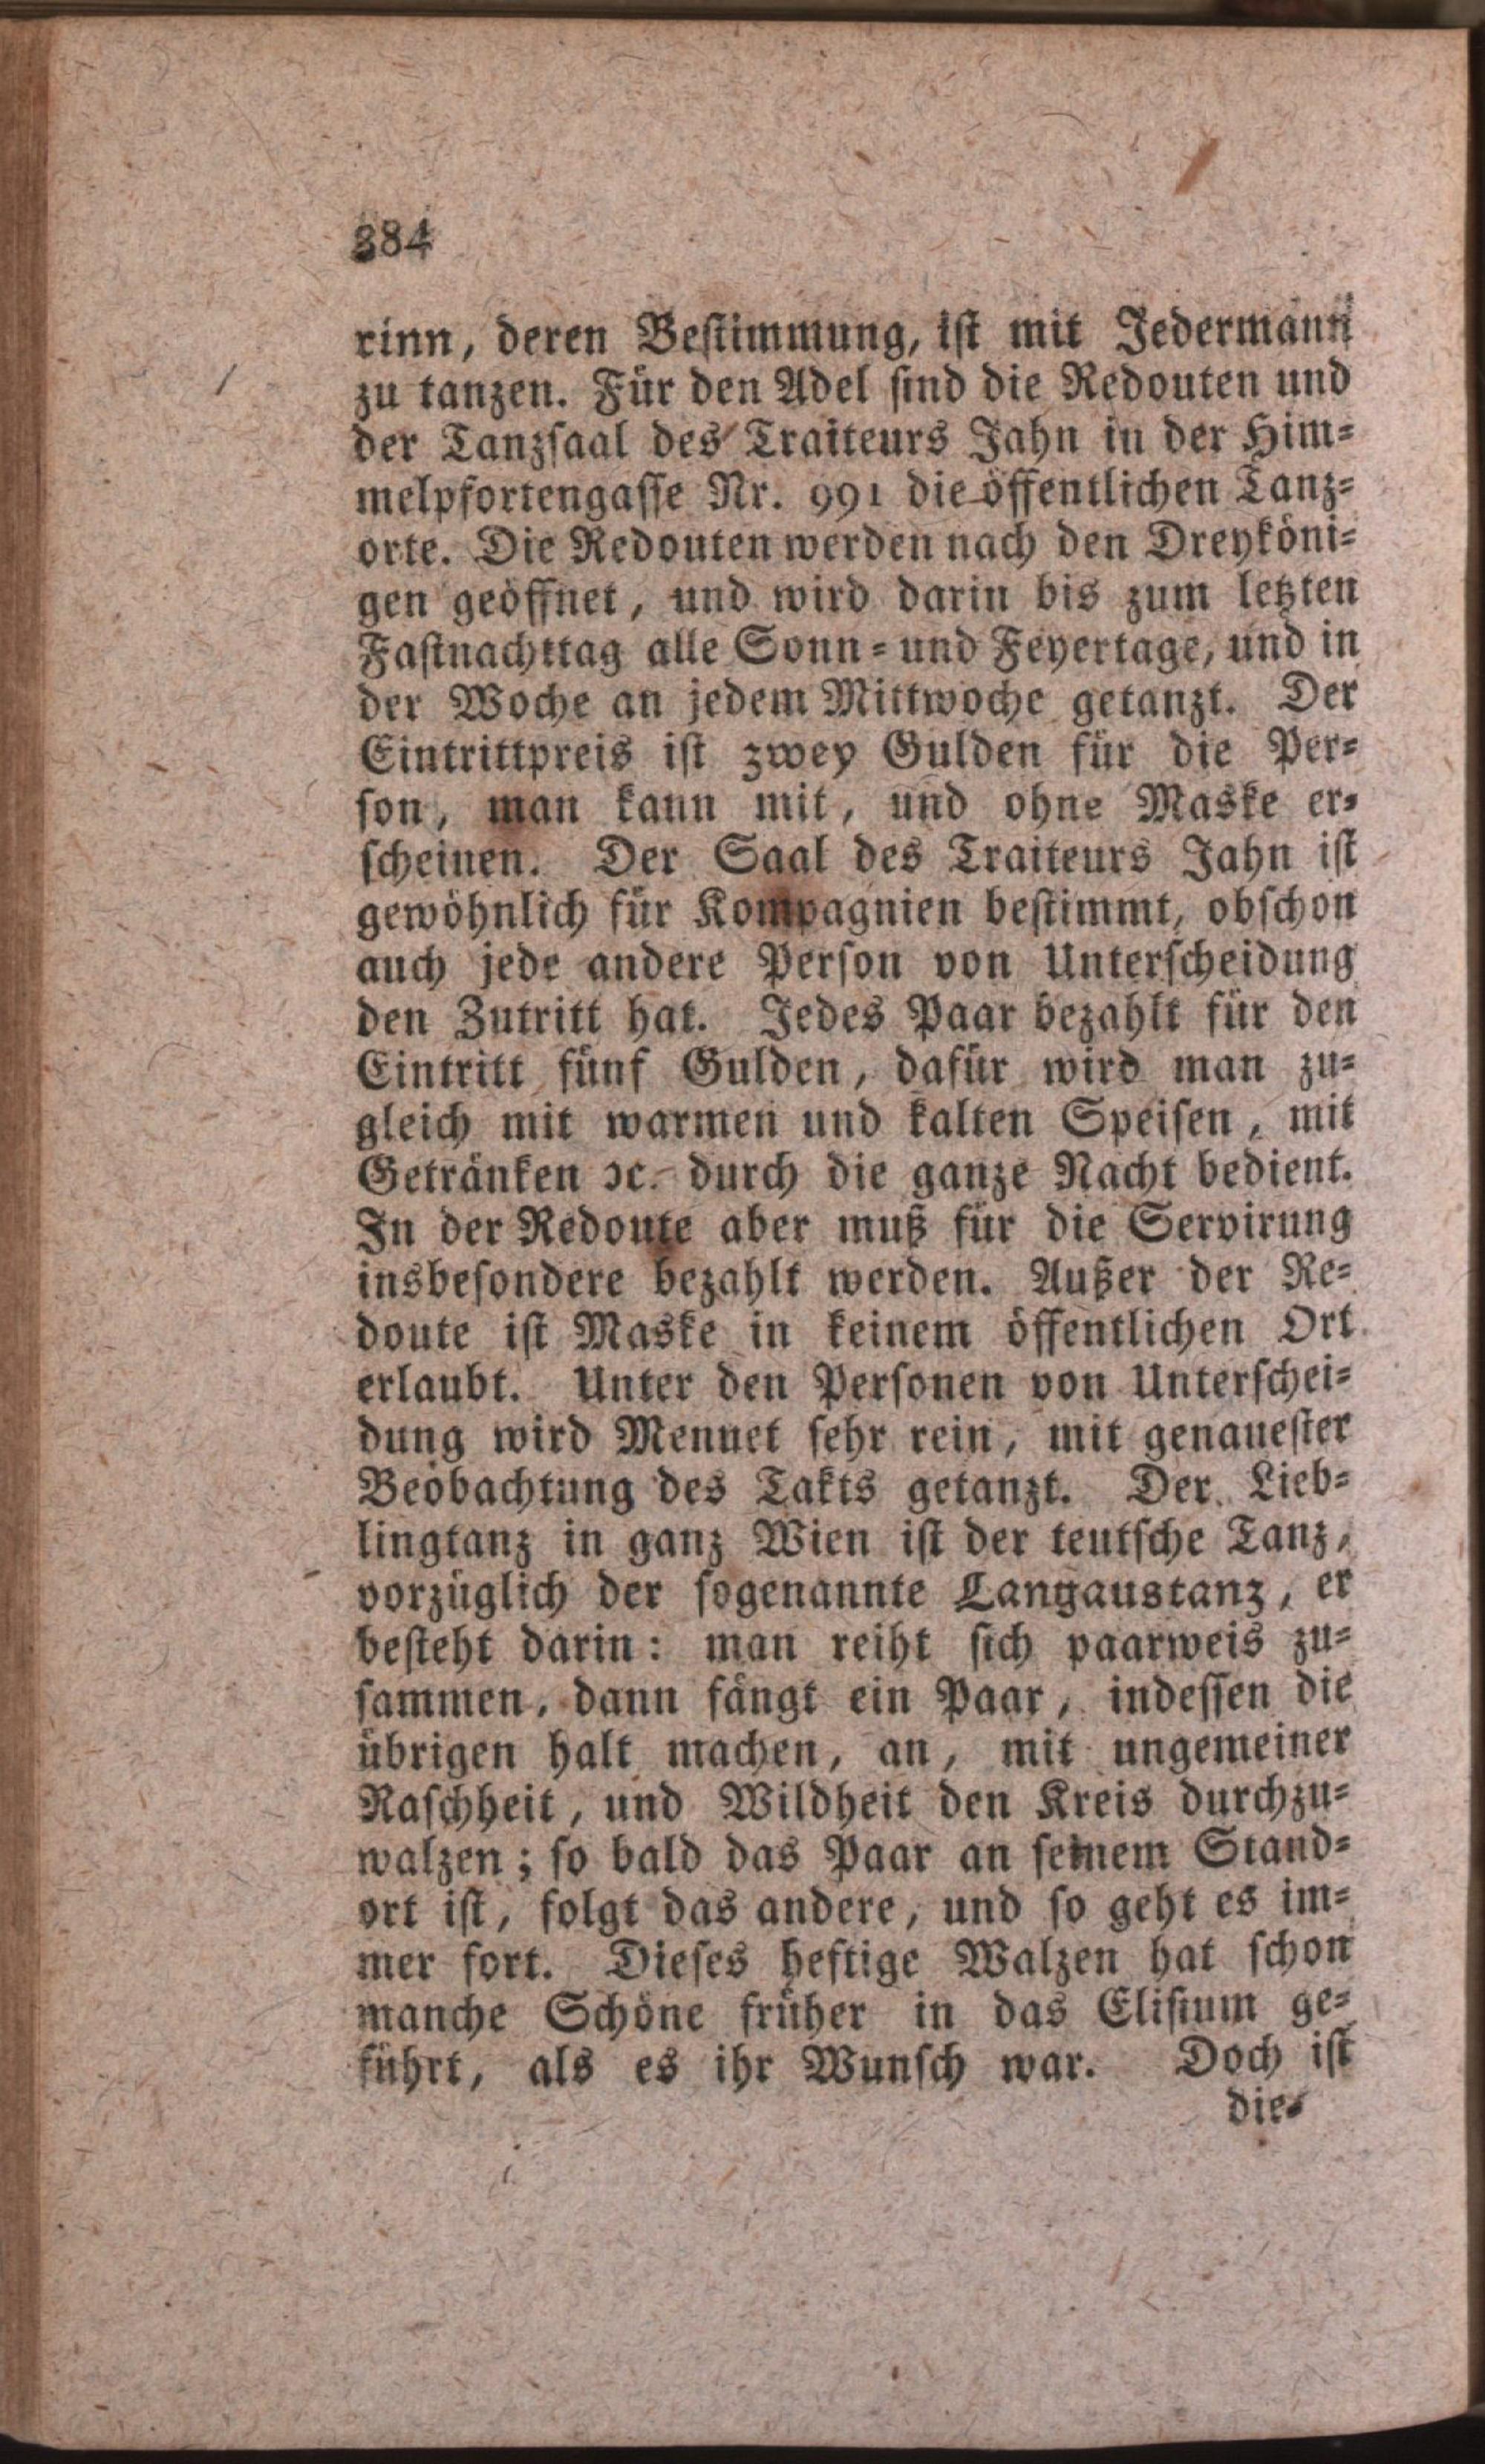 384
rinn, deren Bestimmung, ist mit Jedermann
zu tanzen. Für den Adel sind die Redouten und
der Tanzsaal des Traiteurs Jahn in der Him=
melpfortengasse Nr. 991 die öffentlichen Tanz=
orte. Die Redouten werden nach den Dreyköni=
gen geöffnet, und wird darin bis zum letzten
Fastnachttag alle Sonn= und Feyertage, und in
der Woche an jedem Mittwoche getanzt. Der
Eintrittpreis ist zwey Gulden für die Per=
son, man kann mit, und ohne Maske er=
scheinen. Der Saal des Traiteurs Jahn ist
gewöhnlich für Kompagnien bestimmt, obschon
auch jede andere Person von Unterscheidung
den Zutritt hat. Jedes Paar bezahlt für den
Eintritt fünf Gulden, dafür wird man zu=
gleich mit warmen und kalten Speisen, mit
Getränken ꝛc. durch die ganze Nacht bedient.
In der Redoute aber muß für die Servirung
insbesondere bezahlt werden. Außer der Re=
doute ist Maske in keinem öffentlichen Ort
erlaubt. Unter den Personen von Unterschei=
dung wird Menuet sehr rein, mit genauester
Beobachtung des Takts getanzt. Der Lieb=
lingtanz in ganz Wien ist der teutsche Tanz,
vorzüglich der sogenannte Langaustanz, er
besteht darin: man reiht sich paarweis zu=
sammen, dann fängt ein Paar, indessen die
übrigen halt machen, an, mit ungemeiner
Raschheit, und Wildheit den Kreis durchzu=
walzen; so bald das Paar an seinem Stand=
ort ist, folgt das andere, und so geht es im=
mer fort. Dieses heftige Walzen hat schon
manche Schöne früher in das Elisium ge=
führt, als es ihr Wunsch war. Doch ist
die=